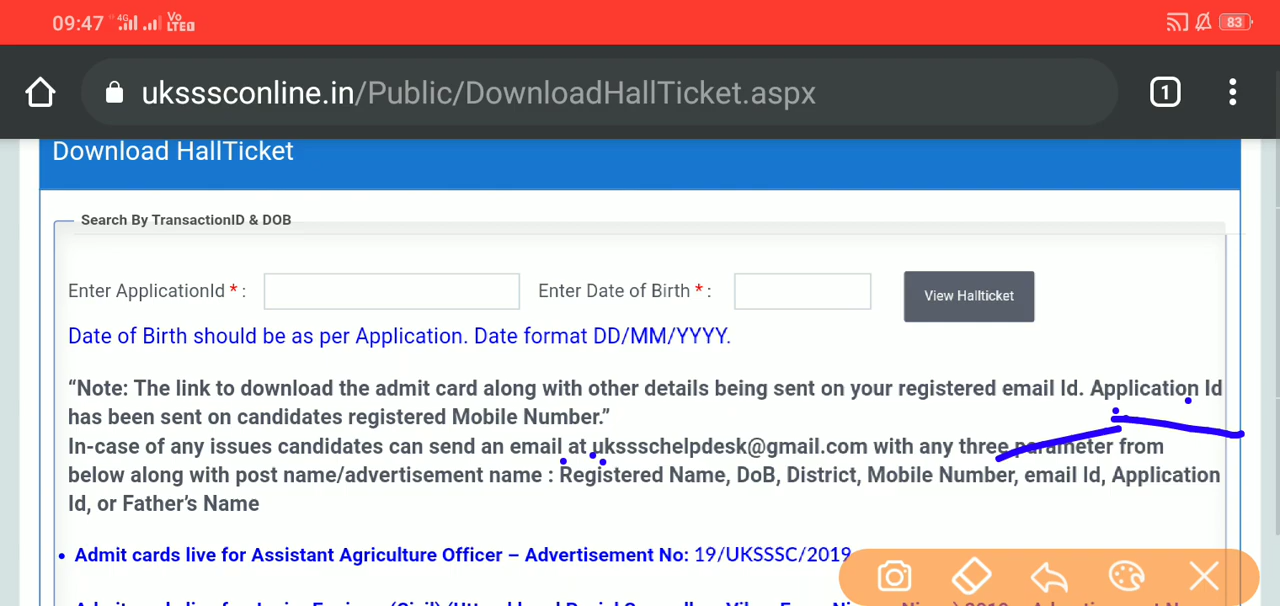 09:47 4G Vo LTE 83
uksssconline.in/Public/DownloadHallTicket.aspx 1
Download HallTicket
Search By TransactionID & DOB
Enter ApplicationId * : Enter Date of Birth * : View Hallticket
Date of Birth should be as per Application. Date format DD/MM/YYYY.
“Note: The link to download the admit card along with other details being sent on your registered email Id. Application Id
has been sent on candidates registered Mobile Number.”
In-case of any issues candidates can send an email at ukssschelpdesk@gmail.com with any three parameter from
below along with post name/advertisement name : Registered Name, DoB, District, Mobile Number, email Id, Application
Id, or Father’s Name
• Admit cards live for Assistant Agriculture Officer – Advertisement No: 19/UKSSSC/2019